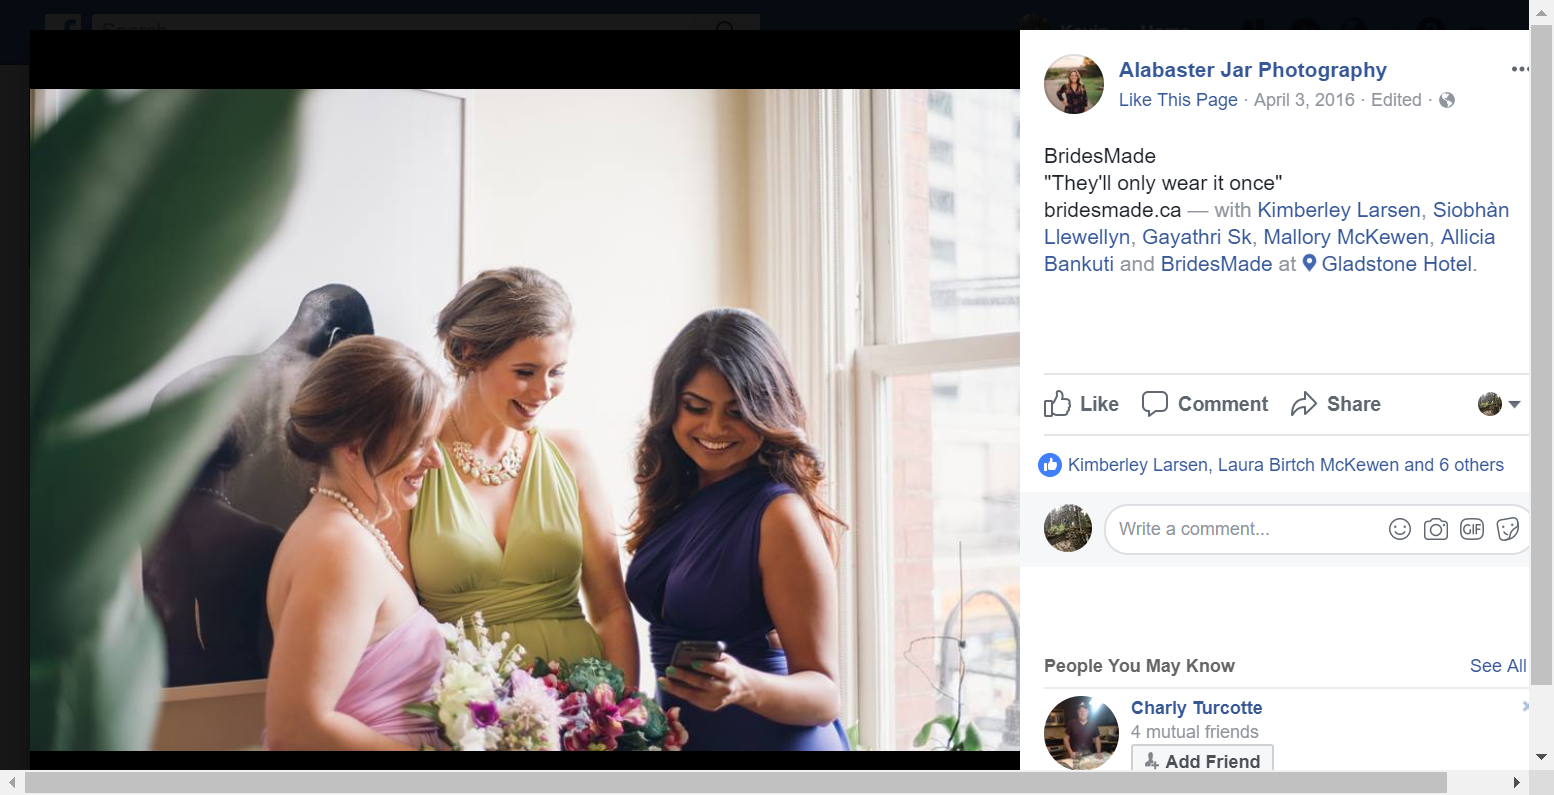 Search
Home
Alabaster Jar Photography
Like This Page · April 3, 2016 · Edited ·
BridesMade
"They'll only wear it once"
bridesmade.ca — with Kimberley Larsen, Siobhàn
Llewellyn, Gayathri Sk, Mallory McKewen, Allicia
Bankuti and BridesMade at Gladstone Hotel.
Like Comment Share
Kimberley Larsen, Laura Birtch McKewen and 6 others
Write a comment...
GIF
People You May Know See All
Charly Turcotte
4 mutual friends
Add Friend